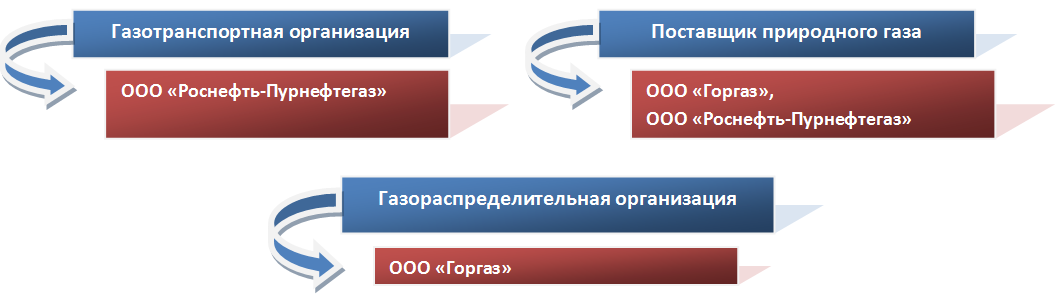 Газотранспортная организация
ООО «Роснефть-Пурнефтегаз»
Поставщик природного газа
ООО «Горгаз»,
ООО «Роснефть-Пурнефтегаз»
Газораспределительная организация
ООО «Горгаз»